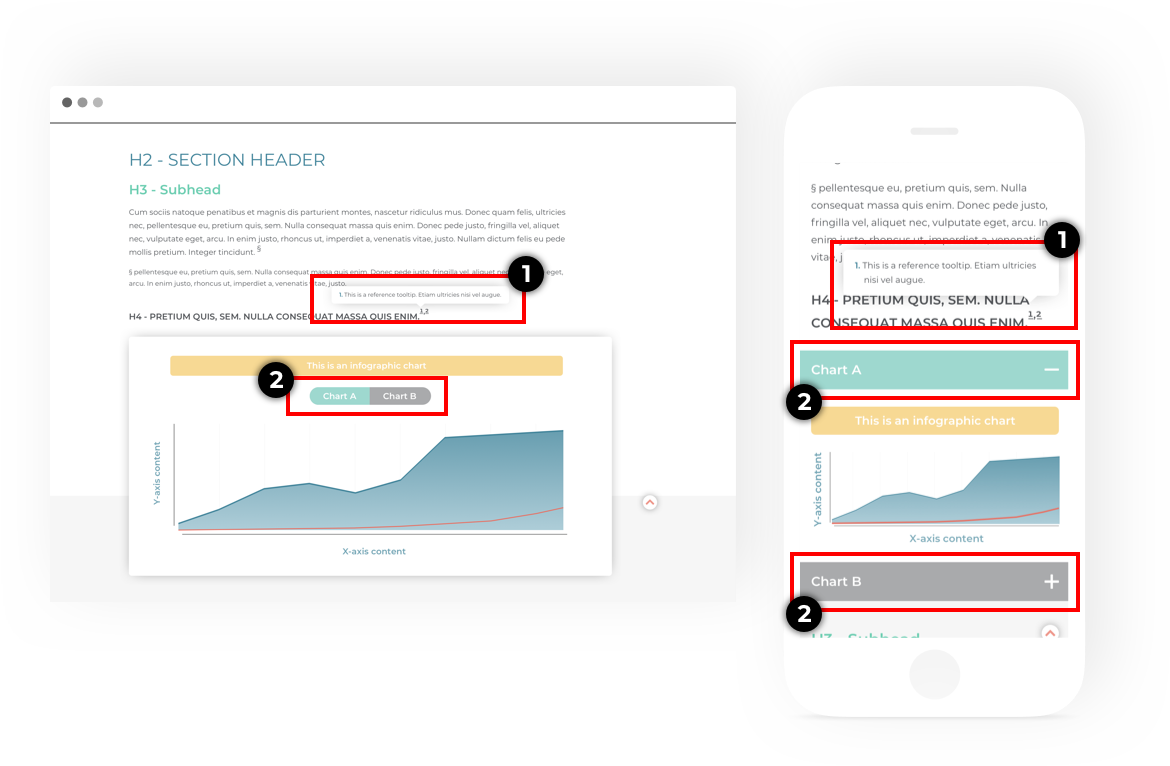 H2 - SECTION HEADER
H3 - Subhead
Cum sociis natoque penatibus et magnis dis parturient montes, nascetur ridiculus mus. Donec quam felis, ultricies
nec, pellentesque eu, pretium quis, sem. Nulla consequat massa quis enim. Donec pede justo, fringilla vel, aliquet
nec, vulputate eget, arcu. In enim justo, rhoncus ut, imperdiet a, venenatis vitae, justo. Nullam dictum felis eu pede
mollis pretium. Integer tincidunt. §
§ pellentesque eu, pretium quis, sem. Nulla consequat massa quis enim. Donec pede justo, fringilla vel, aliquet nec, eget,
arcu. In enim justo, rhoncus ut, imperdiet a, venenatis vitae, justo.
1
1. This is a reference tooltip. Etiam ultricies nisi vel augue.
H4 - PRETIUM QUIS, SEM. NULLA CONSEQUAT MASSA QUIS ENIM.1,2
This is an infographic chart
2
Chart A Chart B
Y-axis content
X-axis content
§ pellentesque eu, pretium quis, sem. Nulla
consequat massa quis enim. Donec pede justo,
fringilla vel, aliquet nec, vulputate eget, arcu. In
enim justo, rhoncus ut, imperdiet a, venenatis
1
1. This is a reference tooltip. Etiam ultricies
nisi vel augue.
H4 - PRETIUM QUIS, SEM. NULLA
CONSEQUAT MASSA QUIS ENIM.1,2
Chart A
2
This is an infographic chart
Y-axis content
X-axis content
Chart B
2
H3 - Subhead